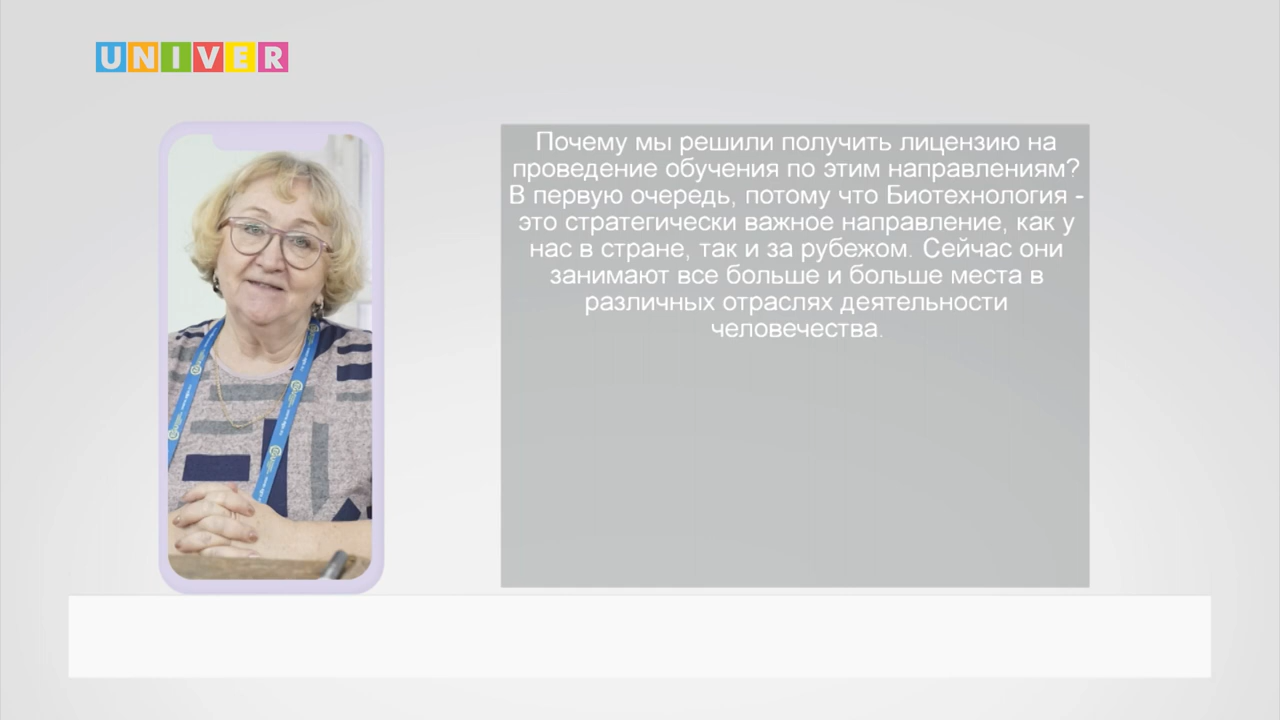 UNIVER
Почему мы решили получить лицензию на
проведение обучения по этим направлениям?
В первую очередь, потому что Биотехнология -
это стратегически важное направление, как у
нас в стране, так и за рубежом. Сейчас они
занимают все больше и больше места в
различных отраслях деятельности
человечества.